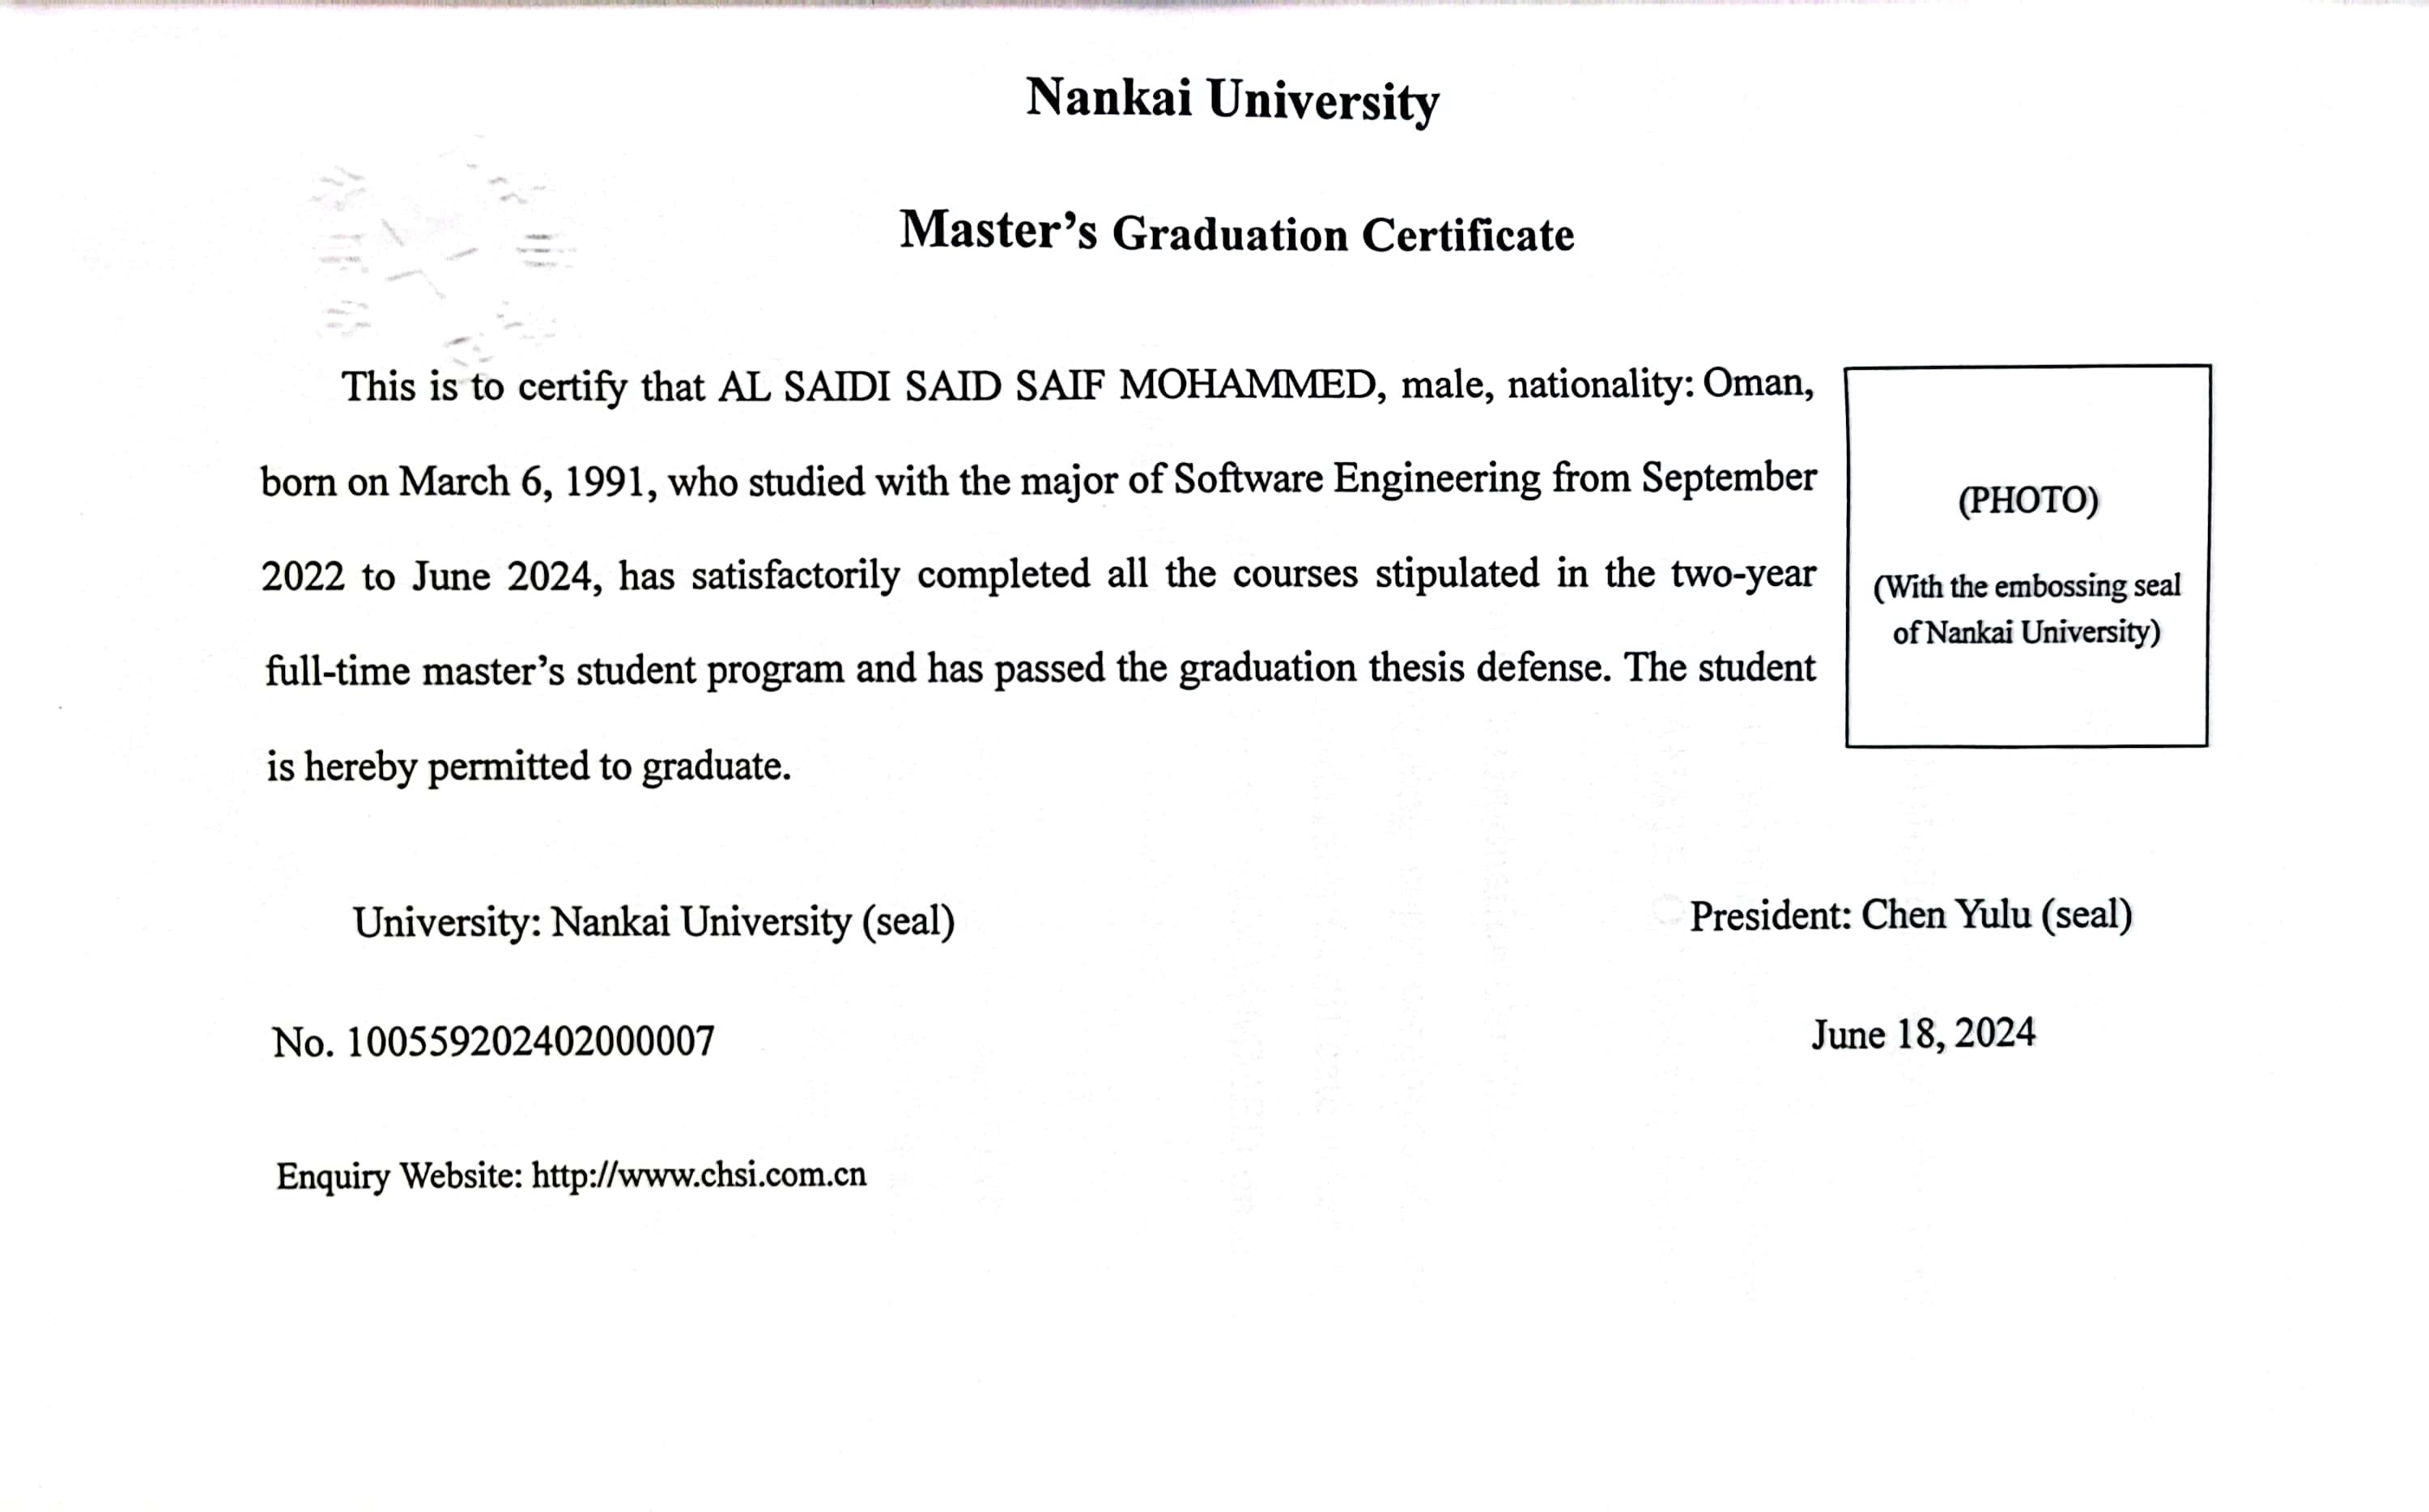 Nankai University
Master's Graduation Certificate
This is to certify that AL SAIDI SAID SAIF MOHAMMED, male, nationality: Oman,
born on March 6, 1991, who studied with the major of Software Engineering from September
2022 to June 2024, has satisfactorily completed all the courses stipulated in the two-year
full-time master's student program and has passed the graduation thesis defense. The student
is hereby permitted to graduate.
(PHOTO)
(With the embossing seal
of Nankai University)
University: Nankai University (seal)
President: Chen Yulu (seal)
No. 100559202402000007
June 18, 2024
Enquiry Website: http://www.chsi.com.cn